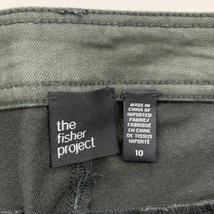 the
fisher
project
MADE IN
CHINA OF
IMPORTED
FABRIC/
FABRIQUÉ
EN CHINE
DE TISSUS
IMPORTÉ
10